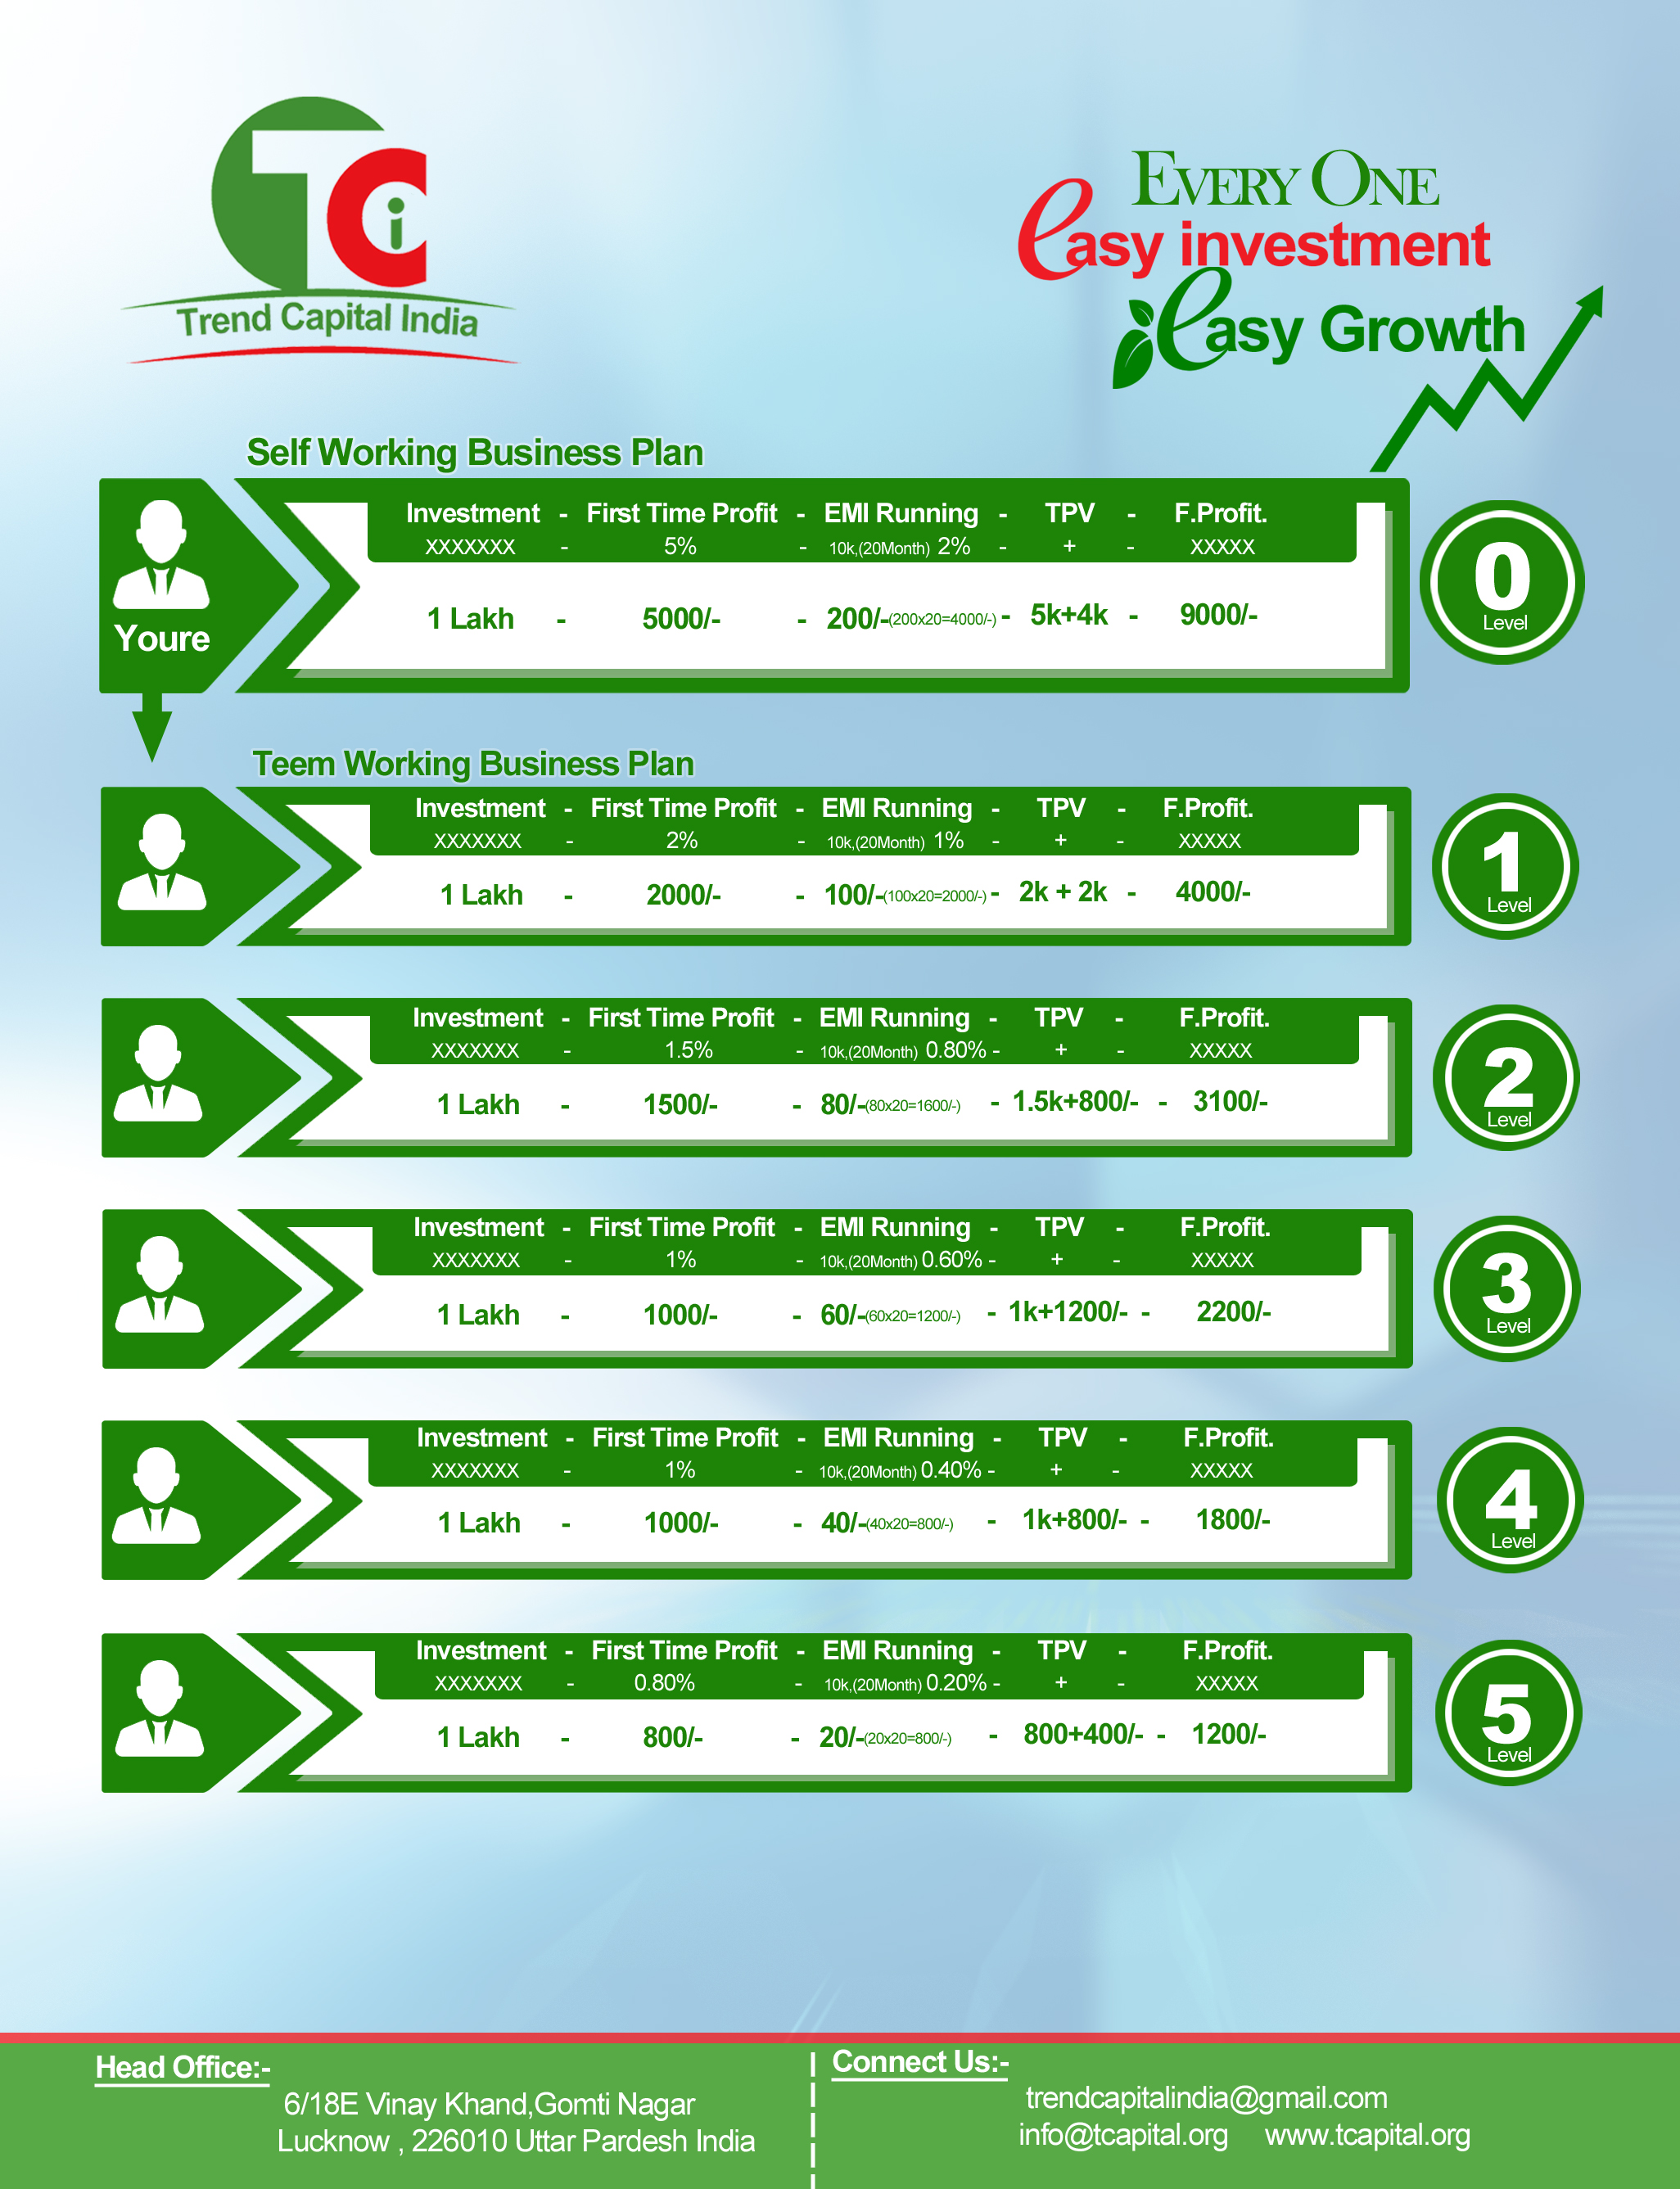 TCi
Trend Capital India
EVERY ONE
easy investment
easy Growth
Self Working Business Plan
Youre
Investment - First Time Profit - EMI Running - TPV - F.Profit.
XXXXXXX - 5% - 10k,(20Month) 2% - + - XXXXX
1 Lakh - 5000/- - 200/-(200x20=4000/-) - 5k+4k - 9000/-
0
Level
Teem Working Business Plan
Investment - First Time Profit - EMI Running - TPV - F.Profit.
XXXXXXX - 2% - 10k,(20Month) 1% - + - XXXXX
1 Lakh - 2000/- - 100/-(100x20=2000/-) - 2k + 2k - 4000/-
1
Level
Investment - First Time Profit - EMI Running - TPV - F.Profit.
XXXXXXX - 1.5% - 10k,(20Month) 0.80% - + - XXXXX
1 Lakh - 1500/- - 80/-(80x20=1600/-) - 1.5k+800/- - 3100/-
2
Level
Investment - First Time Profit - EMI Running - TPV - F.Profit.
XXXXXXX - 1% - 10k,(20Month) 0.60% - + - XXXXX
1 Lakh - 1000/- - 60/-(60x20=1200/-) - 1k+1200/- - 2200/-
3
Level
Investment - First Time Profit - EMI Running - TPV - F.Profit.
XXXXXXX - 1% - 10k,(20Month) 0.40% - + - XXXXX
1 Lakh - 1000/- - 40/-(40x20=800/-) - 1k+800/- - 1800/-
4
Level
Investment - First Time Profit - EMI Running - TPV - F.Profit.
XXXXXXX - 0.80% - 10k,(20Month) 0.20% - + - XXXXX
1 Lakh - 800/- - 20/-(20x20=800/-) - 800+400/- - 1200/-
5
Level
Head Office:-
6/18E Vinay Khand,Gomti Nagar
Lucknow , 226010 Uttar Pardesh India
Connect Us:-
trendcapitalindia@gmail.com
info@tcapital.org www.tcapital.org